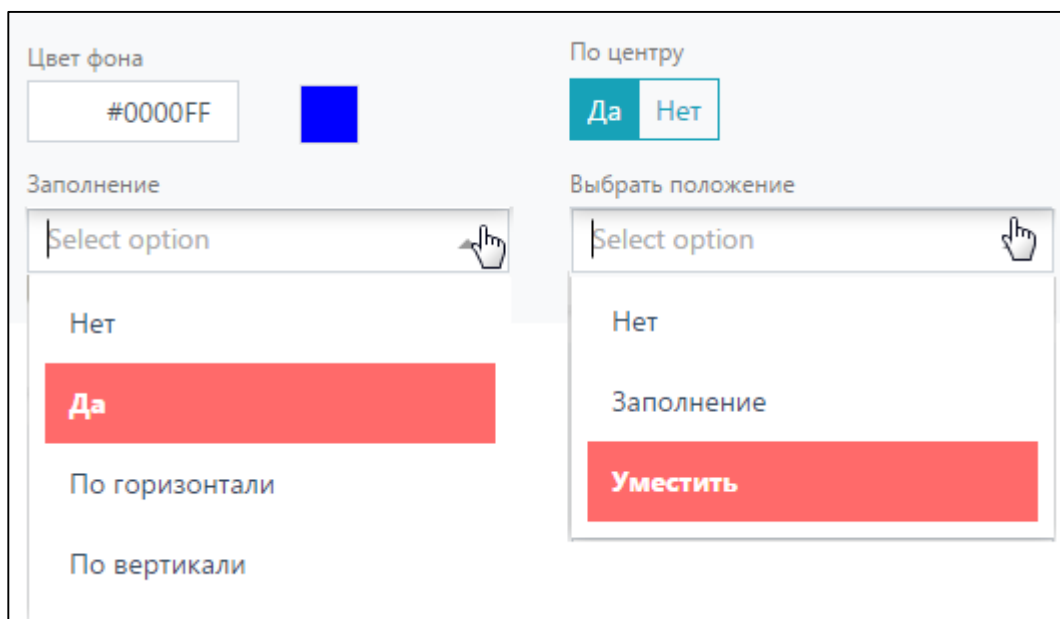 Цвет фона
#0000FF
По центру
Да Нет
Заполнение
Select option
Нет
Да
По горизонтали
По вертикали
Выбрать положение
Select option
Нет
Заполнение
Уместить